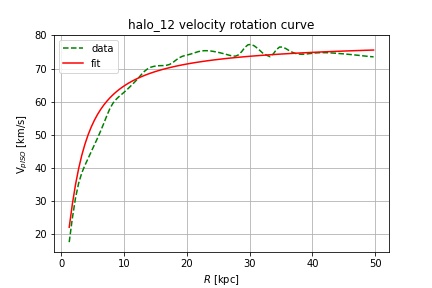 halo_12 velocity rotation curve
data
fit
V_pISO [km/s]
80
70
60
50
40
30
20
0 10 20 30 40 50
R [kpc]